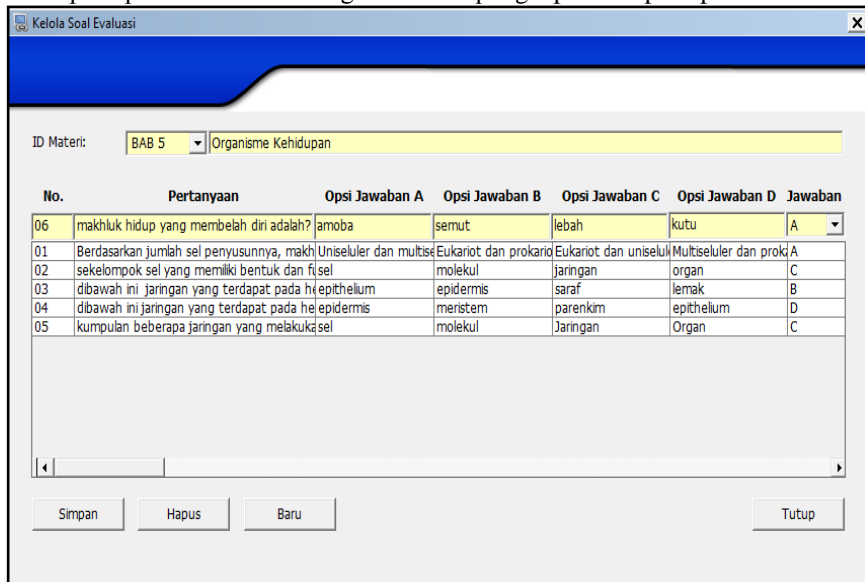 Kelola Soal Evaluasi X
ID Materi: BAB 5 Organisme Kehidupan
No. Pertanyaan Opsi Jawaban A Opsi Jawaban B Opsi Jawaban C Opsi Jawaban D Jawaban
06 makhluk hidup yang membelah diri adalah? amoba semut lebah kutu A
01 Berdasarkan jumlah sel penyusunnya, makh Uniseluler dan multise Eukariot dan prokario Eukariot dan uniselul Multiseluler dan proka A
02 sekelompok sel yang memiliki bentuk dan fu sel molekul jaringan organ C
03 dibawah ini jaringan yang terdapat pada he epithelium epidermis saraf lemak B
04 dibawah ini jaringan yang terdapat pada he epidermis meristem parenkim epithelium D
05 kumpulan beberapa jaringan yang melakuka sel molekul Jaringan Organ C
Simpan Hapus Baru Tutup